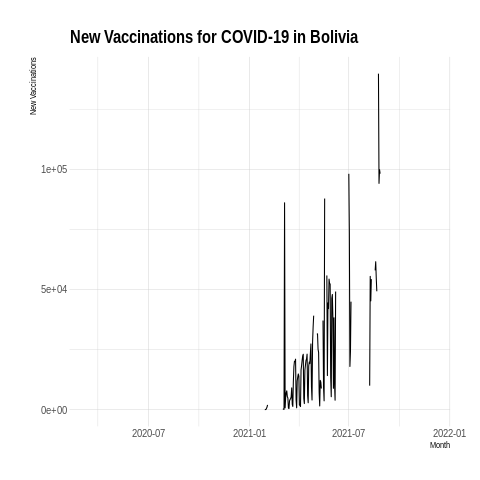 New Vaccinations for COVID-19 in Bolivia
New Vaccinations
1e+05
5e+04
0e+00
2020-07
2021-01
2021-07
2022-01
Month